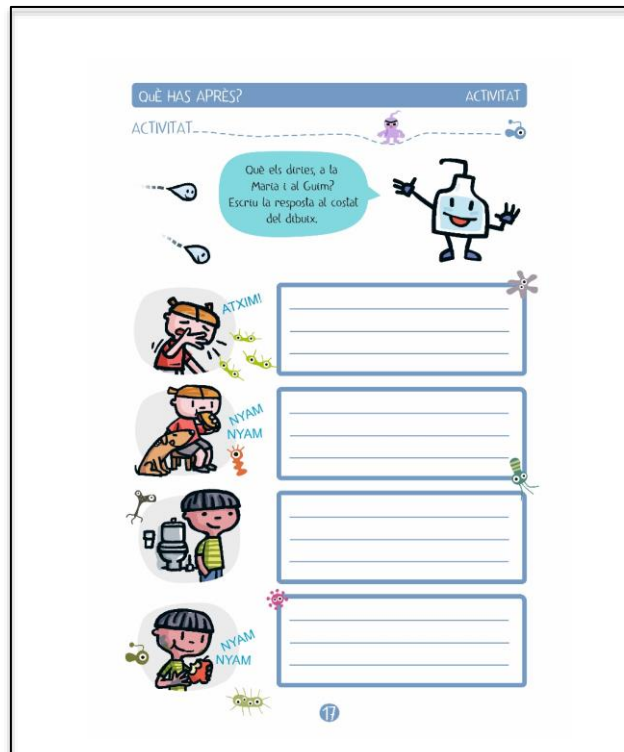 QUÈ HAS APRÈS? ACTIVITAT
ACTIVITAT
Què els diries, a la
Maria i al Guim?
Escriu la resposta al costat
del dibuix.
ATXIM!
NYAM
NYAM
NYAM
NYAM
17